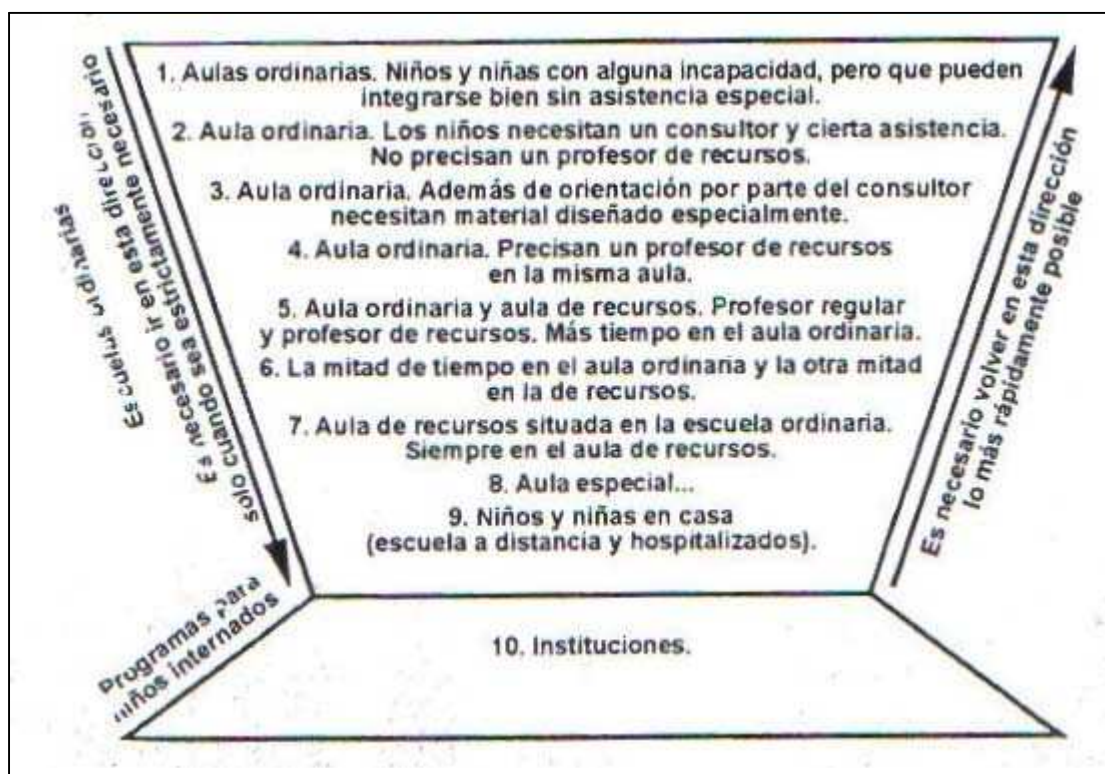 1. Aulas ordinarias. Niños y niñas con alguna incapacidad, pero que pueden
integrarse bien sin asistencia especial.
2. Aula ordinaria. Los niños necesitan un consultor y cierta asistencia.
No precisan un profesor de recursos.
3. Aula ordinaria. Además de orientación por parte del consultor
necesitan material diseñado especialmente.
4. Aula ordinaria. Precisan un profesor de recursos
en la misma aula.
5. Aula ordinaria y aula de recursos. Profesor regular
y profesor de recursos. Más tiempo en el aula ordinaria.
6. La mitad de tiempo en el aula ordinaria y la otra mitad
en la de recursos.
7. Aula de recursos situada en la escuela ordinaria.
Siempre en el aula de recursos.
8. Aula especial...
9. Niños y niñas en casa
(escuela a distancia y hospitalizados).
10. Instituciones.
Escuelas ordinarias
Es necesario ir en esta dirección
solo cuando sea estrictamente necesario
Programas para
niños internados
Es necesario volver en esta dirección
lo más rápidamente posible